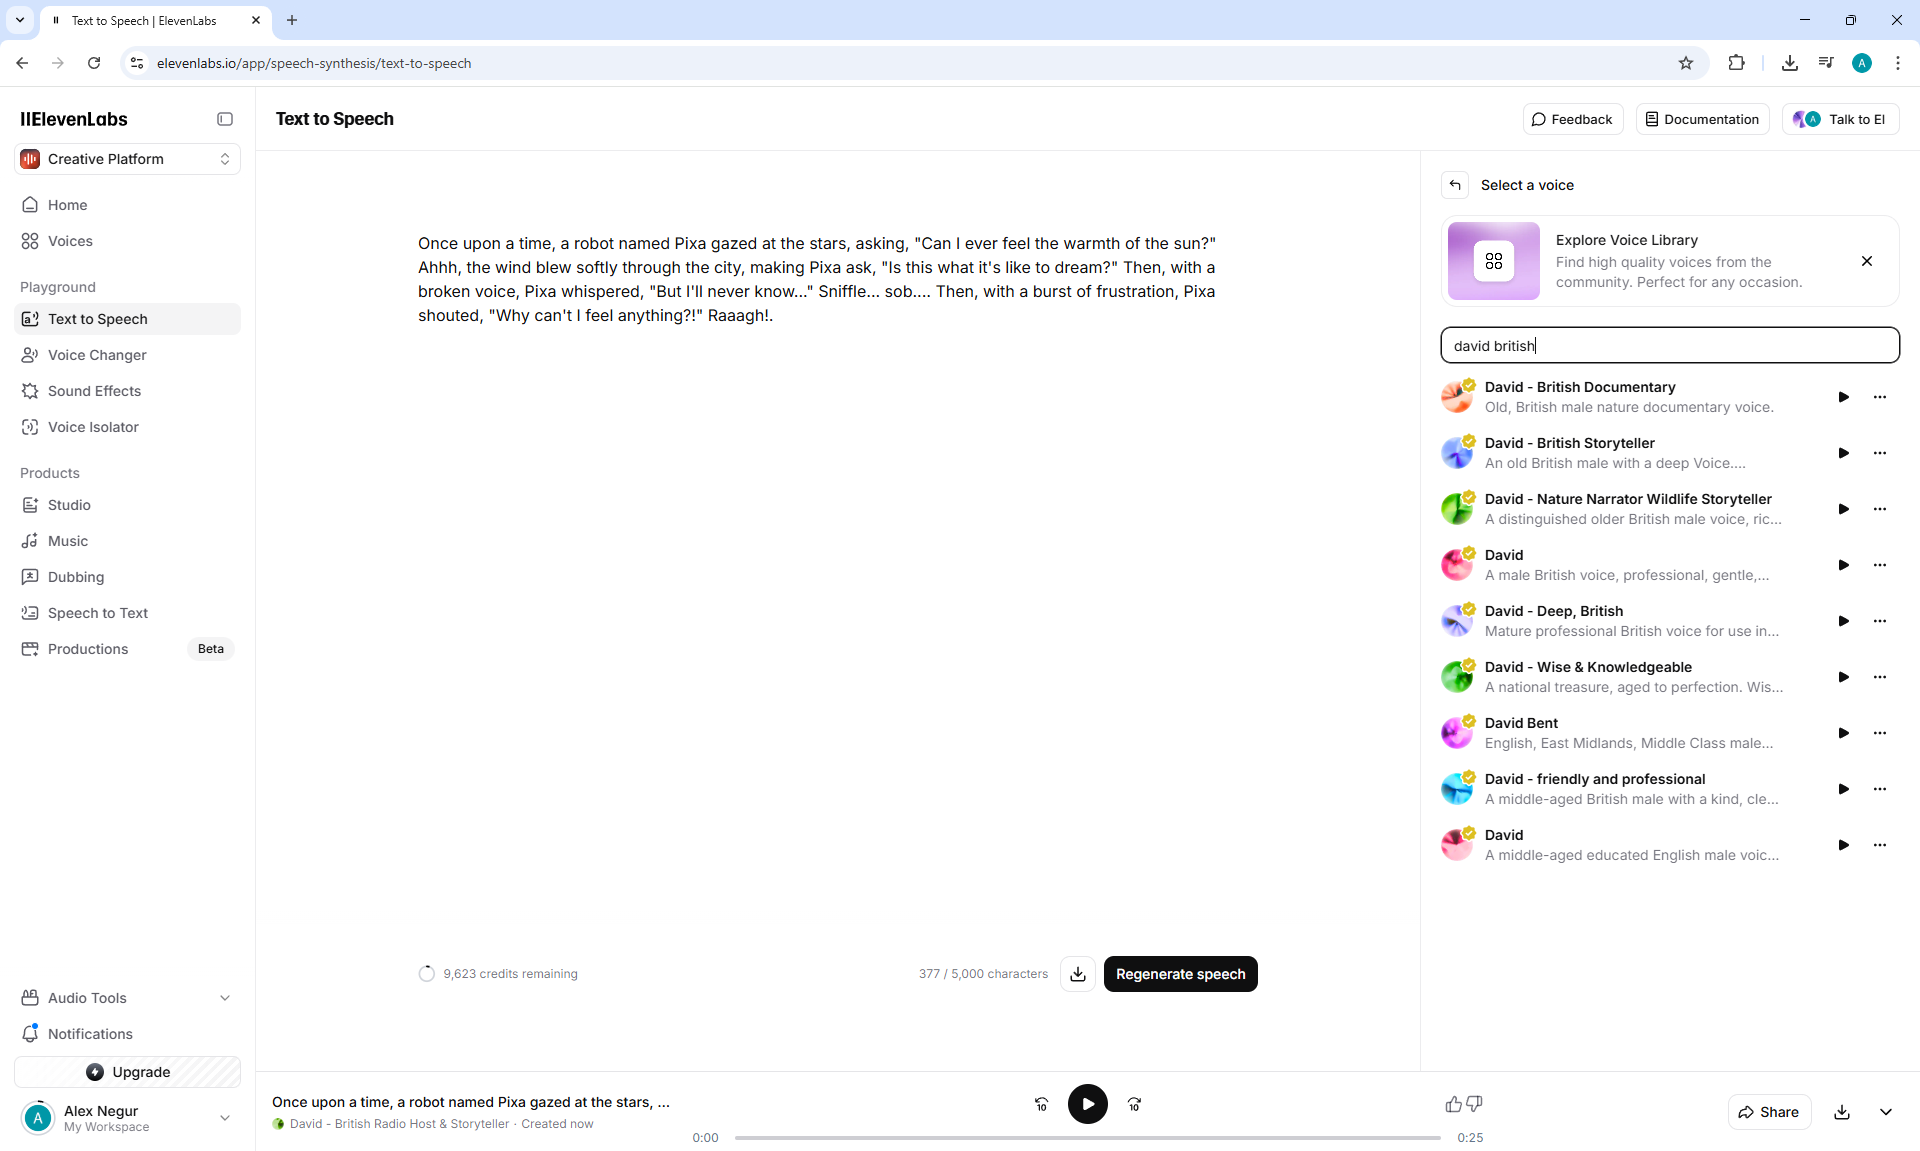 Text to Speech | ElevenLabs
elevenlabs.io/app/speech-synthesis/text-to-speech
A
IIElevenLabs
Creative Platform
Home
Voices
Playground
Text to Speech
Voice Changer
Sound Effects
Voice Isolator
Products
Studio
Music
Dubbing
Speech to Text
Productions
Beta
Audio Tools
Notifications
Upgrade
A
Alex Negur
My Workspace
Text to Speech
Feedback
Documentation
A
Talk to El
Once upon a time, a robot named Pixa gazed at the stars, asking, "Can I ever feel the warmth of the sun?"
Ahhh, the wind blew softly through the city, making Pixa ask, "Is this what it's like to dream?" Then, with a
broken voice, Pixa whispered, "But I'll never know..." Sniffle... sob.... Then, with a burst of frustration, Pixa
shouted, "Why can't I feel anything?!" Raaagh!.
9,623 credits remaining
377 / 5,000 characters
Regenerate speech
Select a voice
Explore Voice Library
Find high quality voices from the
community. Perfect for any occasion.
david british
David - British Documentary
Old, British male nature documentary voice.
David - British Storyteller
An old British male with a deep Voice....
David - Nature Narrator Wildlife Storyteller
A distinguished older British male voice, ric...
David
A male British voice, professional, gentle,...
David - Deep, British
Mature professional British voice for use in...
David - Wise & Knowledgeable
A national treasure, aged to perfection. Wis...
David Bent
English, East Midlands, Middle Class male...
David - friendly and professional
A middle-aged British male with a kind, cle...
David
A middle-aged educated English male voic...
Once upon a time, a robot named Pixa gazed at the stars, ...
David - British Radio Host & Storyteller · Created now
10
10
0:00
0:25
Share